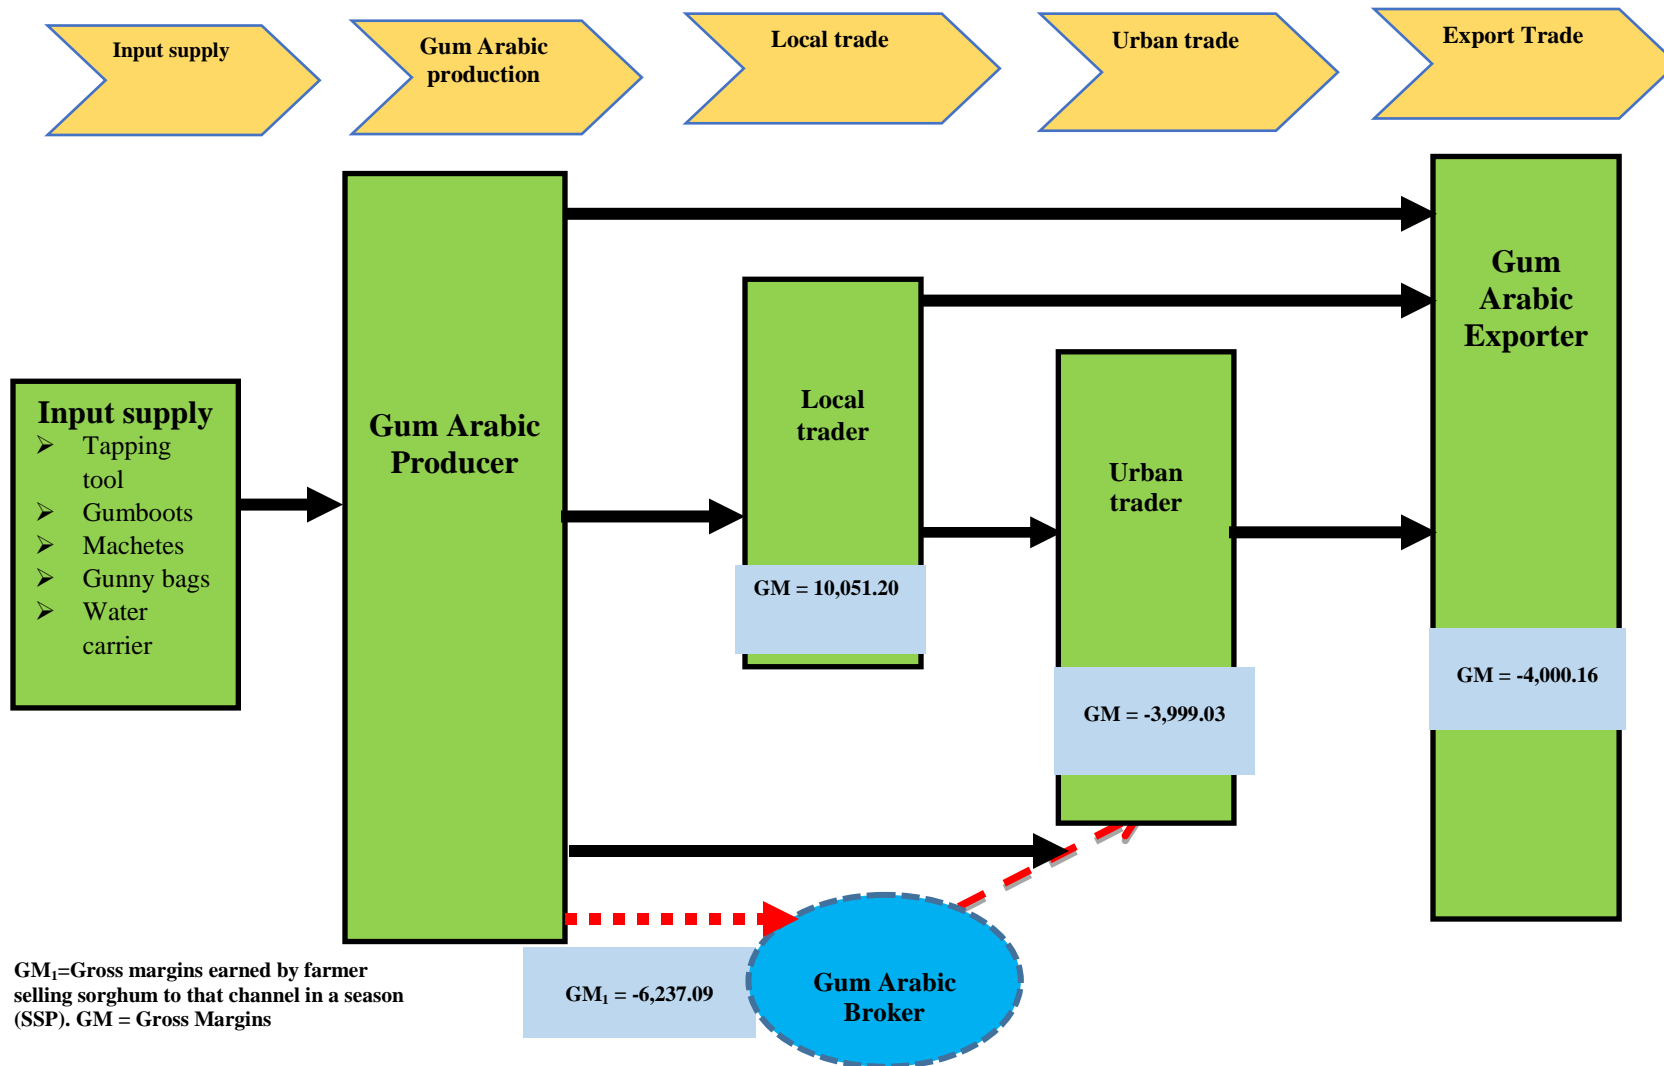 Input supply
Gum Arabic
production
Local trade
Urban trade
Export Trade
Input supply
➢ Tapping
tool
➢ Gumboots
➢ Machetes
➢ Gunny bags
➢ Water
carrier
Gum Arabic
Producer
Local
trader
GM = 10,051.20
Urban
trader
GM = -3,999.03
Gum
Arabic
Exporter
GM = -4,000.16
GM₁ = -6,237.09
Gum Arabic
Broker
GM₁=Gross margins earned by farmer
selling sorghum to that channel in a season
(SSP). GM = Gross Margins